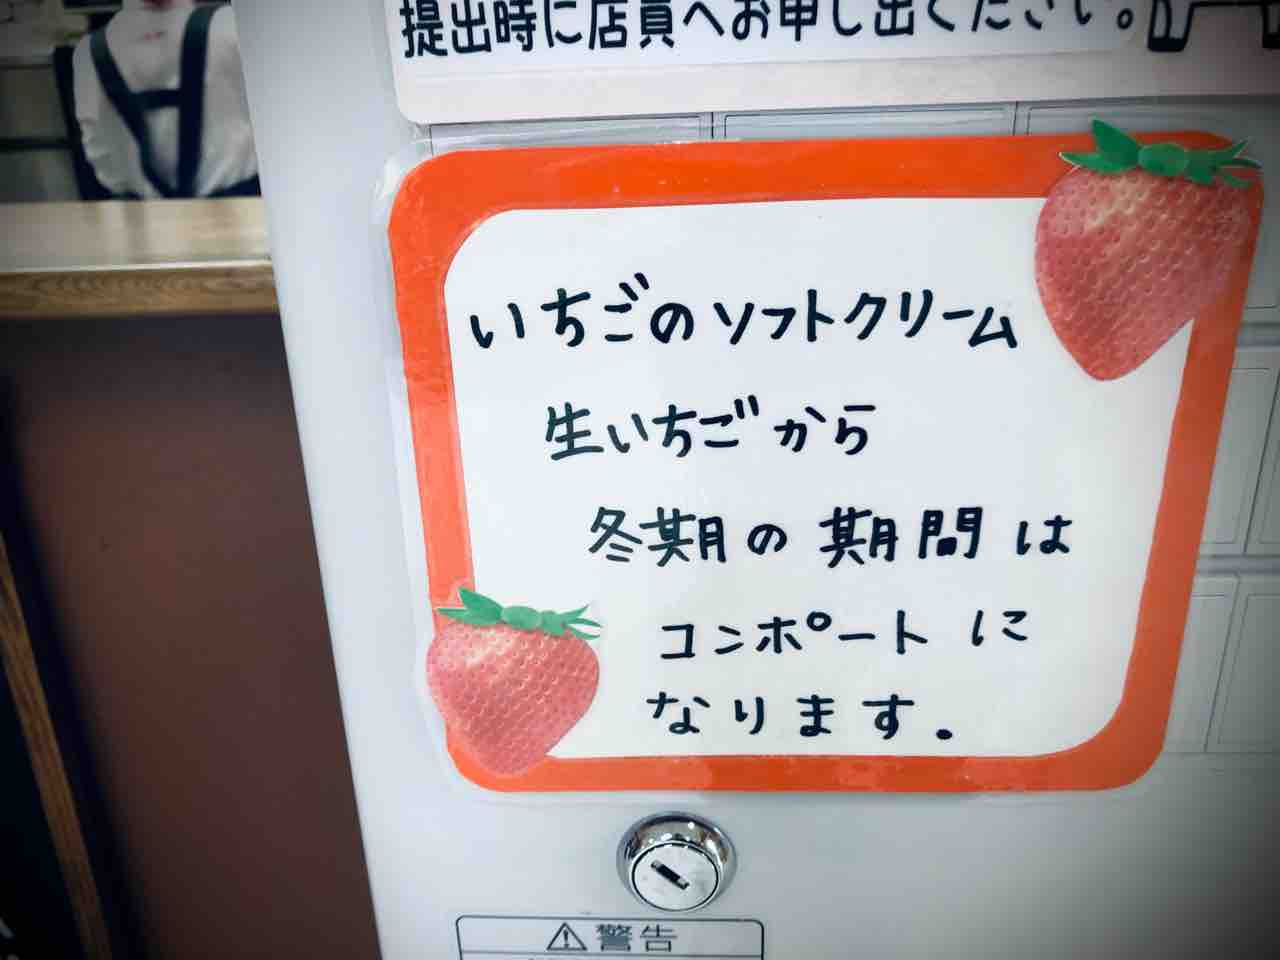 提出時に店員へお申し出ください。
いちごのソフトクリーム
生いちごから
冬期の期間は
コンポートに
なります.
警告